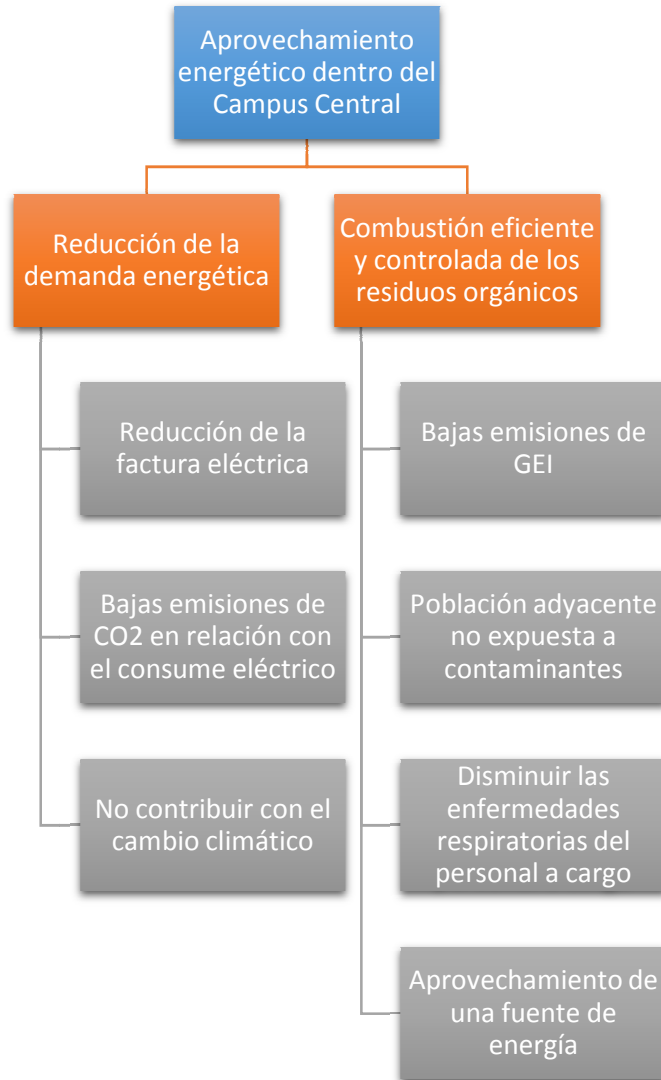 Aprovechamiento
energético dentro del
Campus Central
Reducción de la
demanda energética
Reducción de la
factura eléctrica
Bajas emisiones de
CO2 en relación con
el consume eléctrico
No contribuir con el
cambio climático
Combustión eficiente
y controlada de los
residuos orgánicos
Bajas emisiones de
GEI
Población adyacente
no expuesta a
contaminantes
Disminuir las
enfermedades
respiratorias del
personal a cargo
Aprovechamiento de
una fuente de
energía